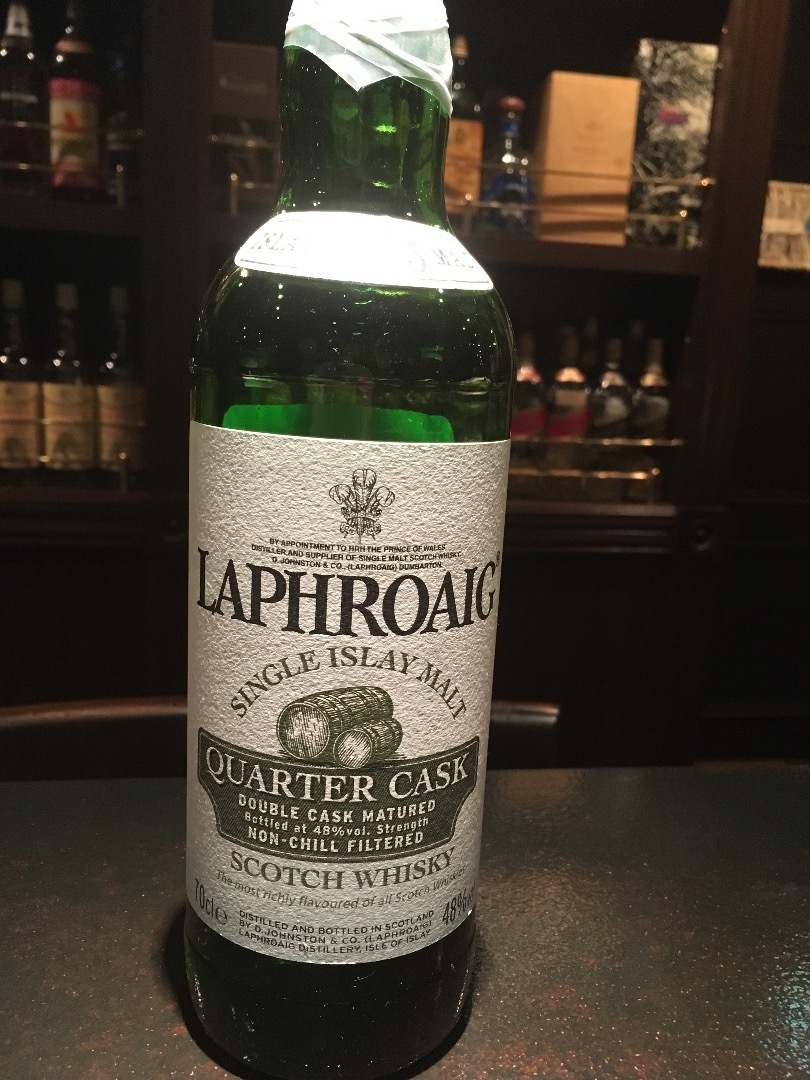 ISLA
MAL
BY APPOINTMENT TO HRH THE PRINCE OF WALES
DISTILLER AND SUPPLIER OF SINGLE MALT SCOTCH WHISKY.
D. JOHNSTON & CO., (LAPHROAIG) DUMBARTON.
LAPHROAIG®
SINGLE ISLAY MALT
QUARTER CASK
DOUBLE CASK MATURED
Bottled at 48%vol. Strength
NON-CHILL FILTERED
SCOTCH WHISKY
The most richly flavoured of all Scotch Whiskies
70cl e
48%vol
DISTILLED AND BOTTLED IN SCOTLAND
BY D. JOHNSTON & CO. (LAPHROAIG)
LAPHROAIG DISTILLERY, ISLE OF ISLAY